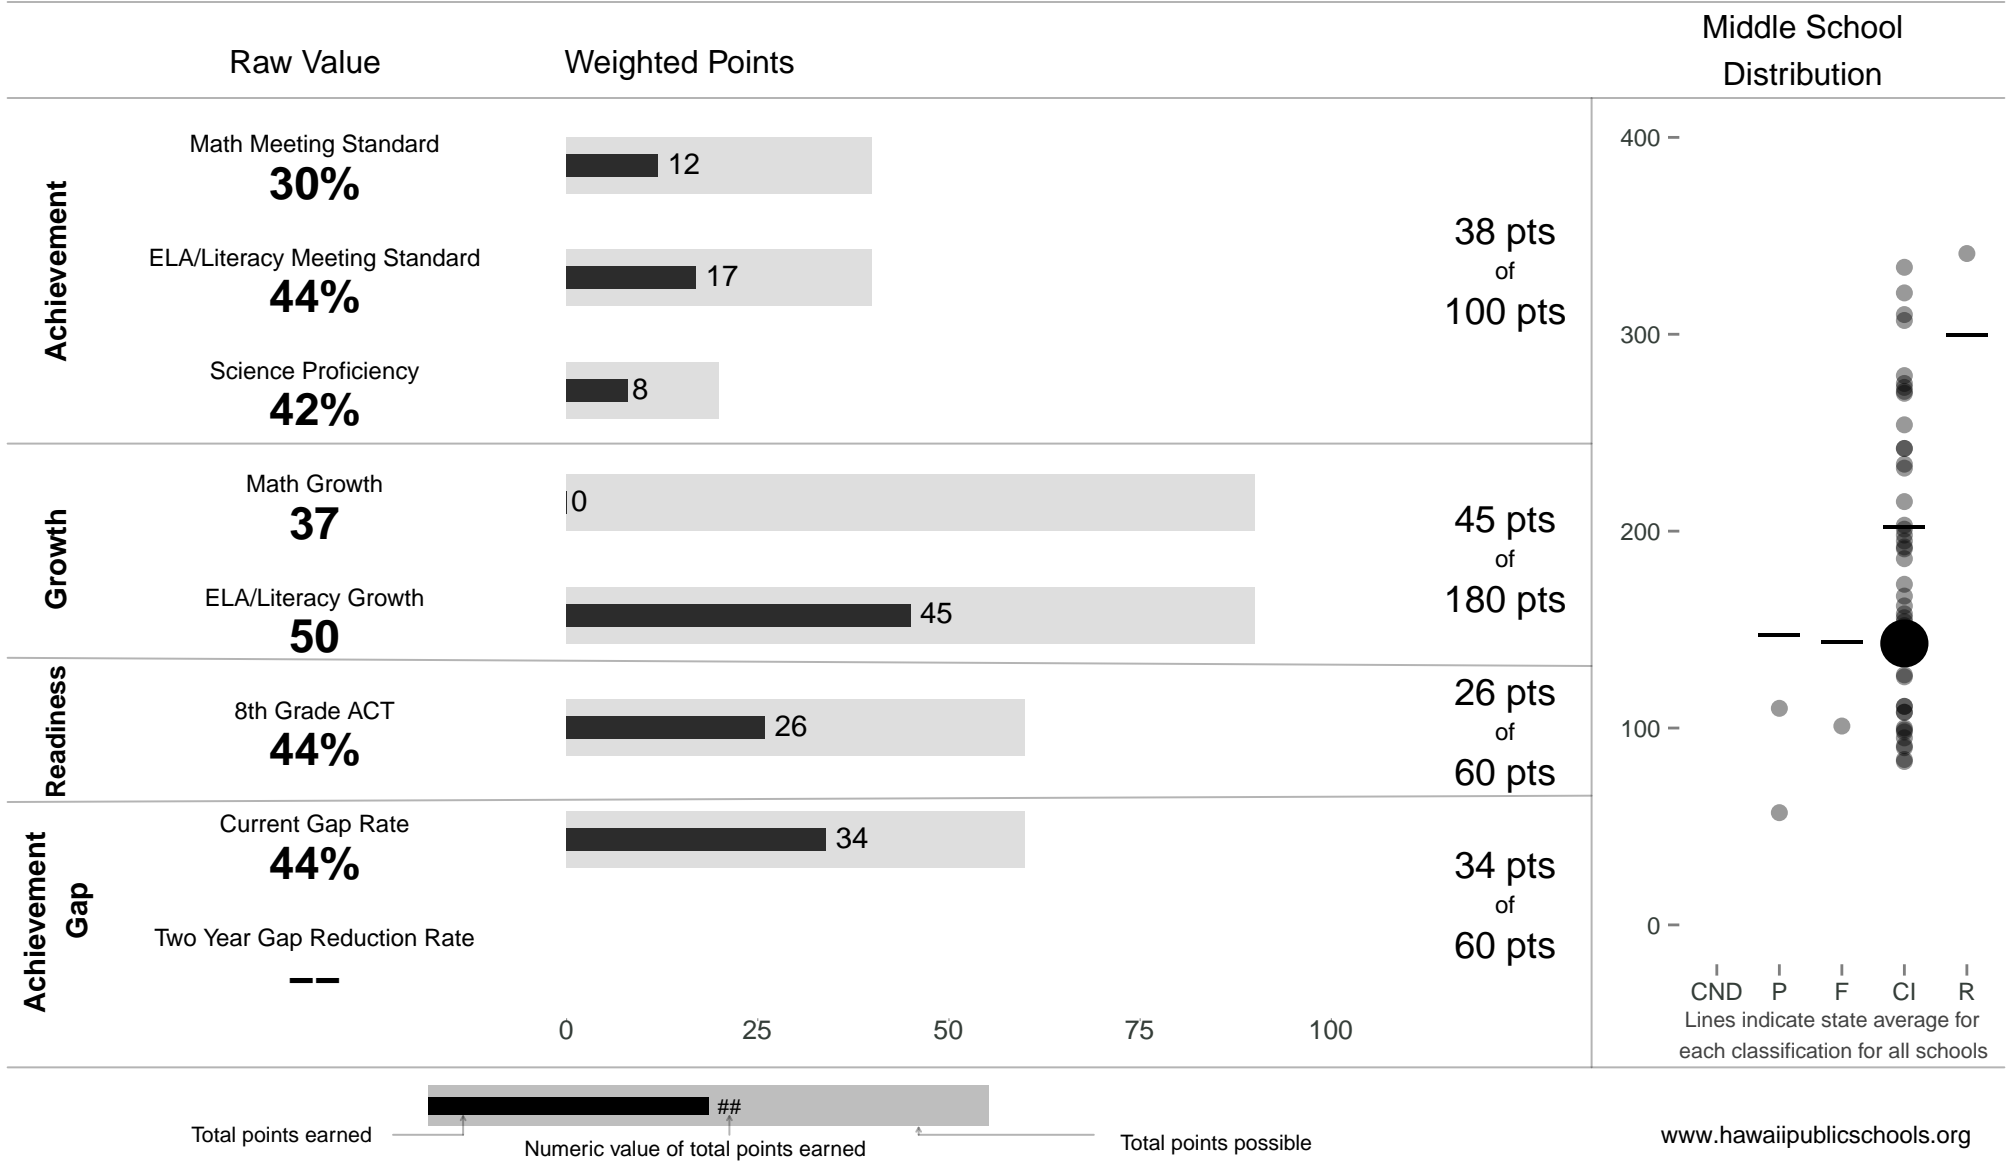 Raw Value
Weighted Points
Middle School
Distribution
Achievement
Math Meeting Standard
30%
12
ELA/Literacy Meeting Standard
44%
17
Science Proficiency
42%
8
38 pts
of
100 pts
Growth
Math Growth
37
0
ELA/Literacy Growth
50
45
45 pts
of
180 pts
Readiness
8th Grade ACT
44%
26
26 pts
of
60 pts
Achievement
Gap
Current Gap Rate
44%
34
Two Year Gap Reduction Rate
--
34 pts
of
60 pts
0 25 50 75 100
400
300
200
100
0
CND P F CI R
Lines indicate state average for
each classification for all schools
##
Total points earned
Numeric value of total points earned
Total points possible
www.hawaiipublicschools.org